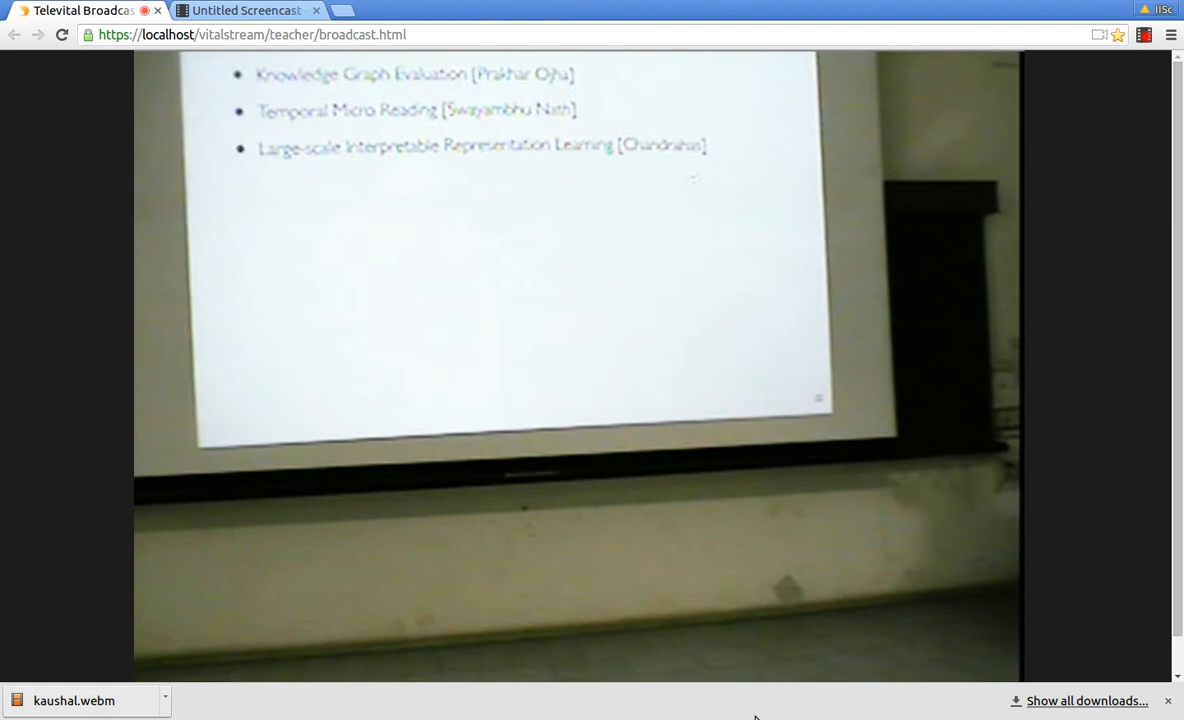 Televital Broadcas
Untitled Screencast
IISc
https://localhost/vitalstream/teacher/broadcast.html
Knowledge Graph Evaluation [Prakhar Ojha]
Temporal Micro Reading [Swayambhu Nath]
Large-scale Interpretable Representation Learning [Chandrahas]
kaushal.webm
Show all downloads...